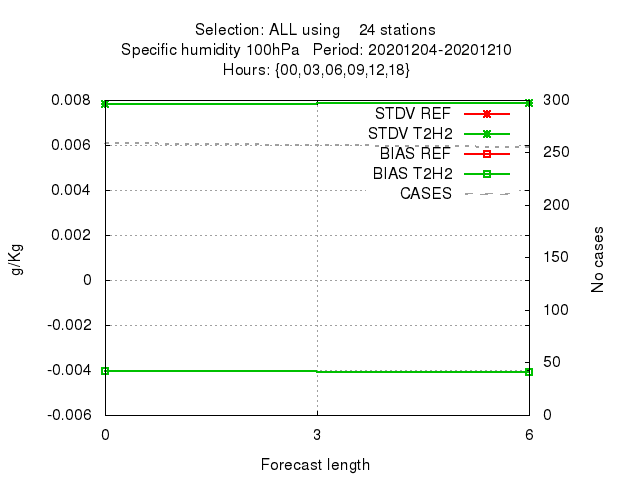 Selection: ALL using    24 stations
Specific humidity 100hPa   Period: 20201204-20201210
Hours: {00,03,06,09,12,18}
0.008
0.006
0.004
0.002
0
-0.002
-0.004
-0.006
g/Kg
STDV REF
STDV T2H2
BIAS REF
BIAS T2H2
CASES
300
250
200
150
100
50
0
No cases
0 3 6
Forecast length